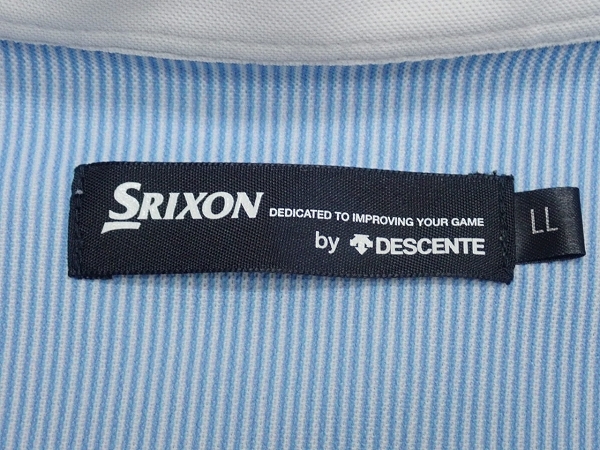 SRIXON DEDICATED TO IMPROVING YOUR GAME
by DESCENTE
LL